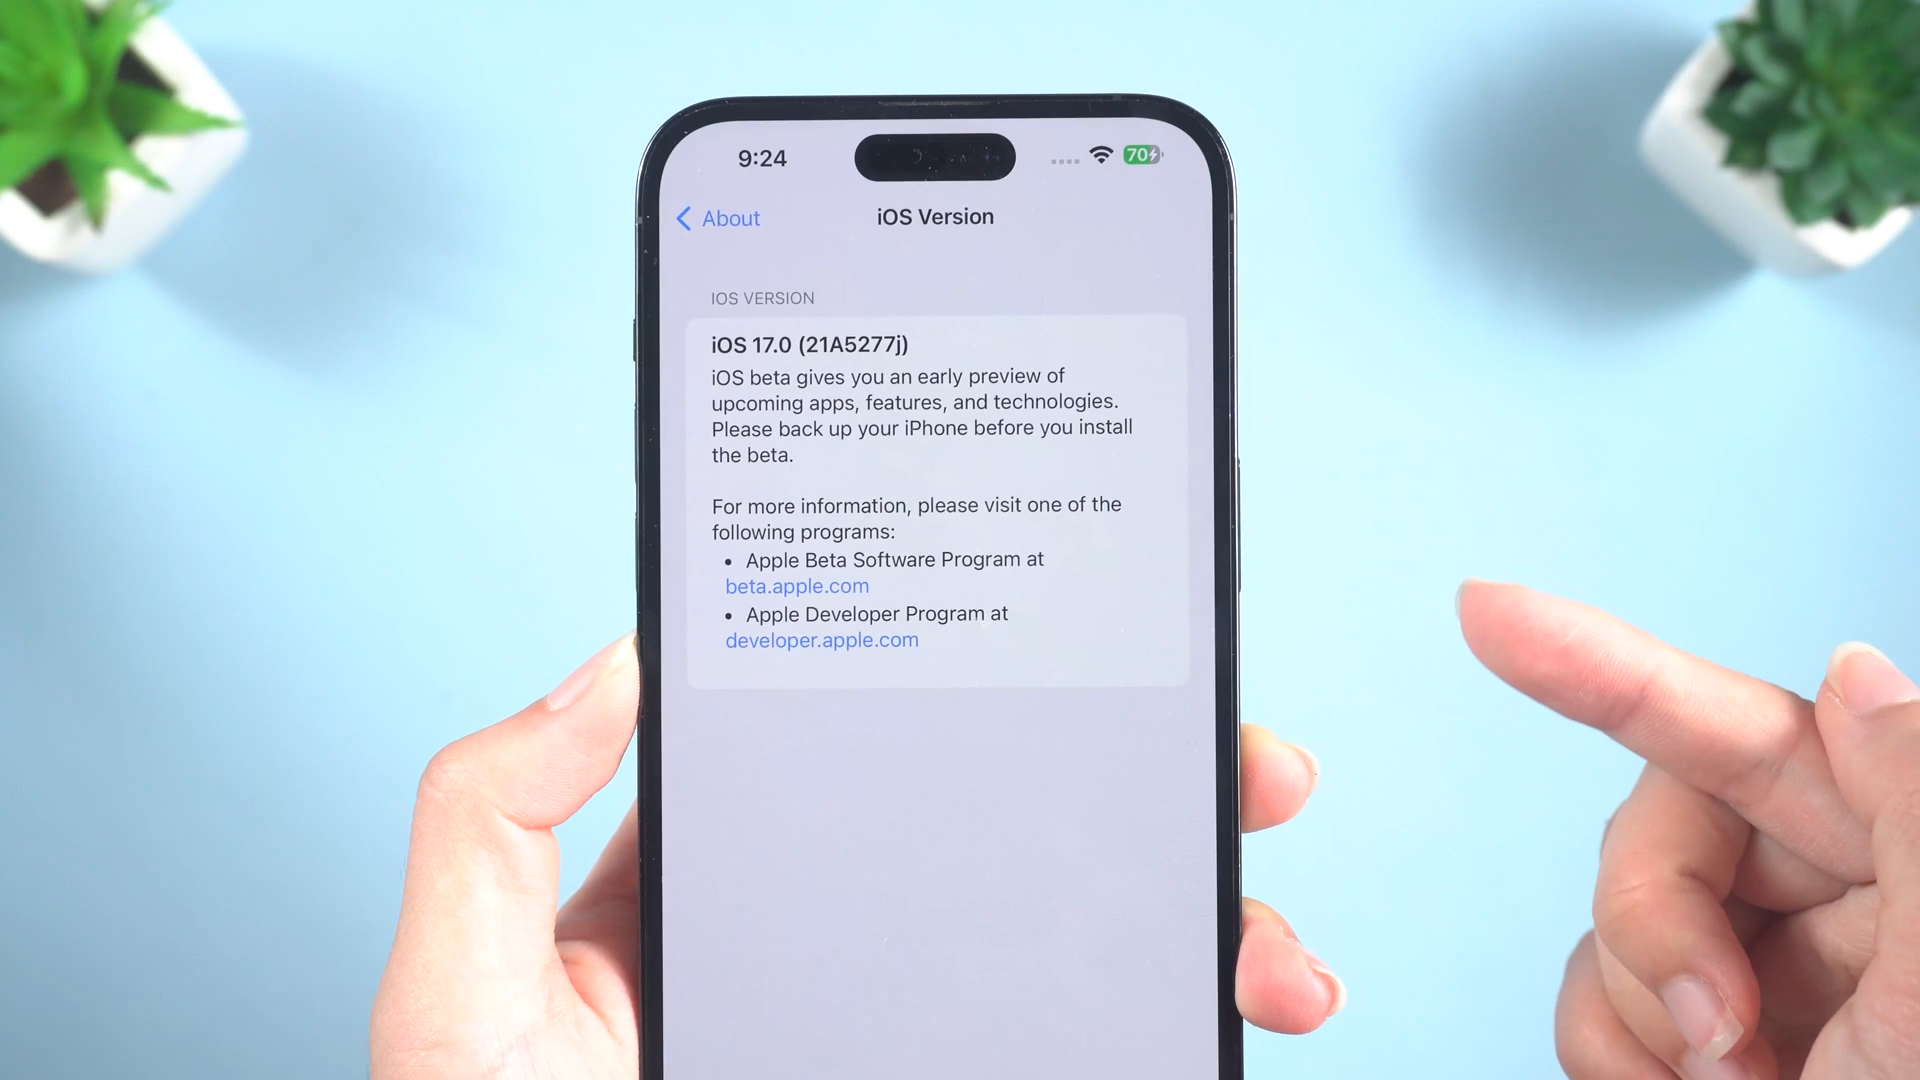 9:24
70
About
iOS Version
IOS VERSION
iOS 17.0 (21A5277j)
iOS beta gives you an early preview of
upcoming apps, features, and technologies.
Please back up your iPhone before you install
the beta.
For more information, please visit one of the
following programs:
• Apple Beta Software Program at
beta.apple.com
• Apple Developer Program at
developer.apple.com